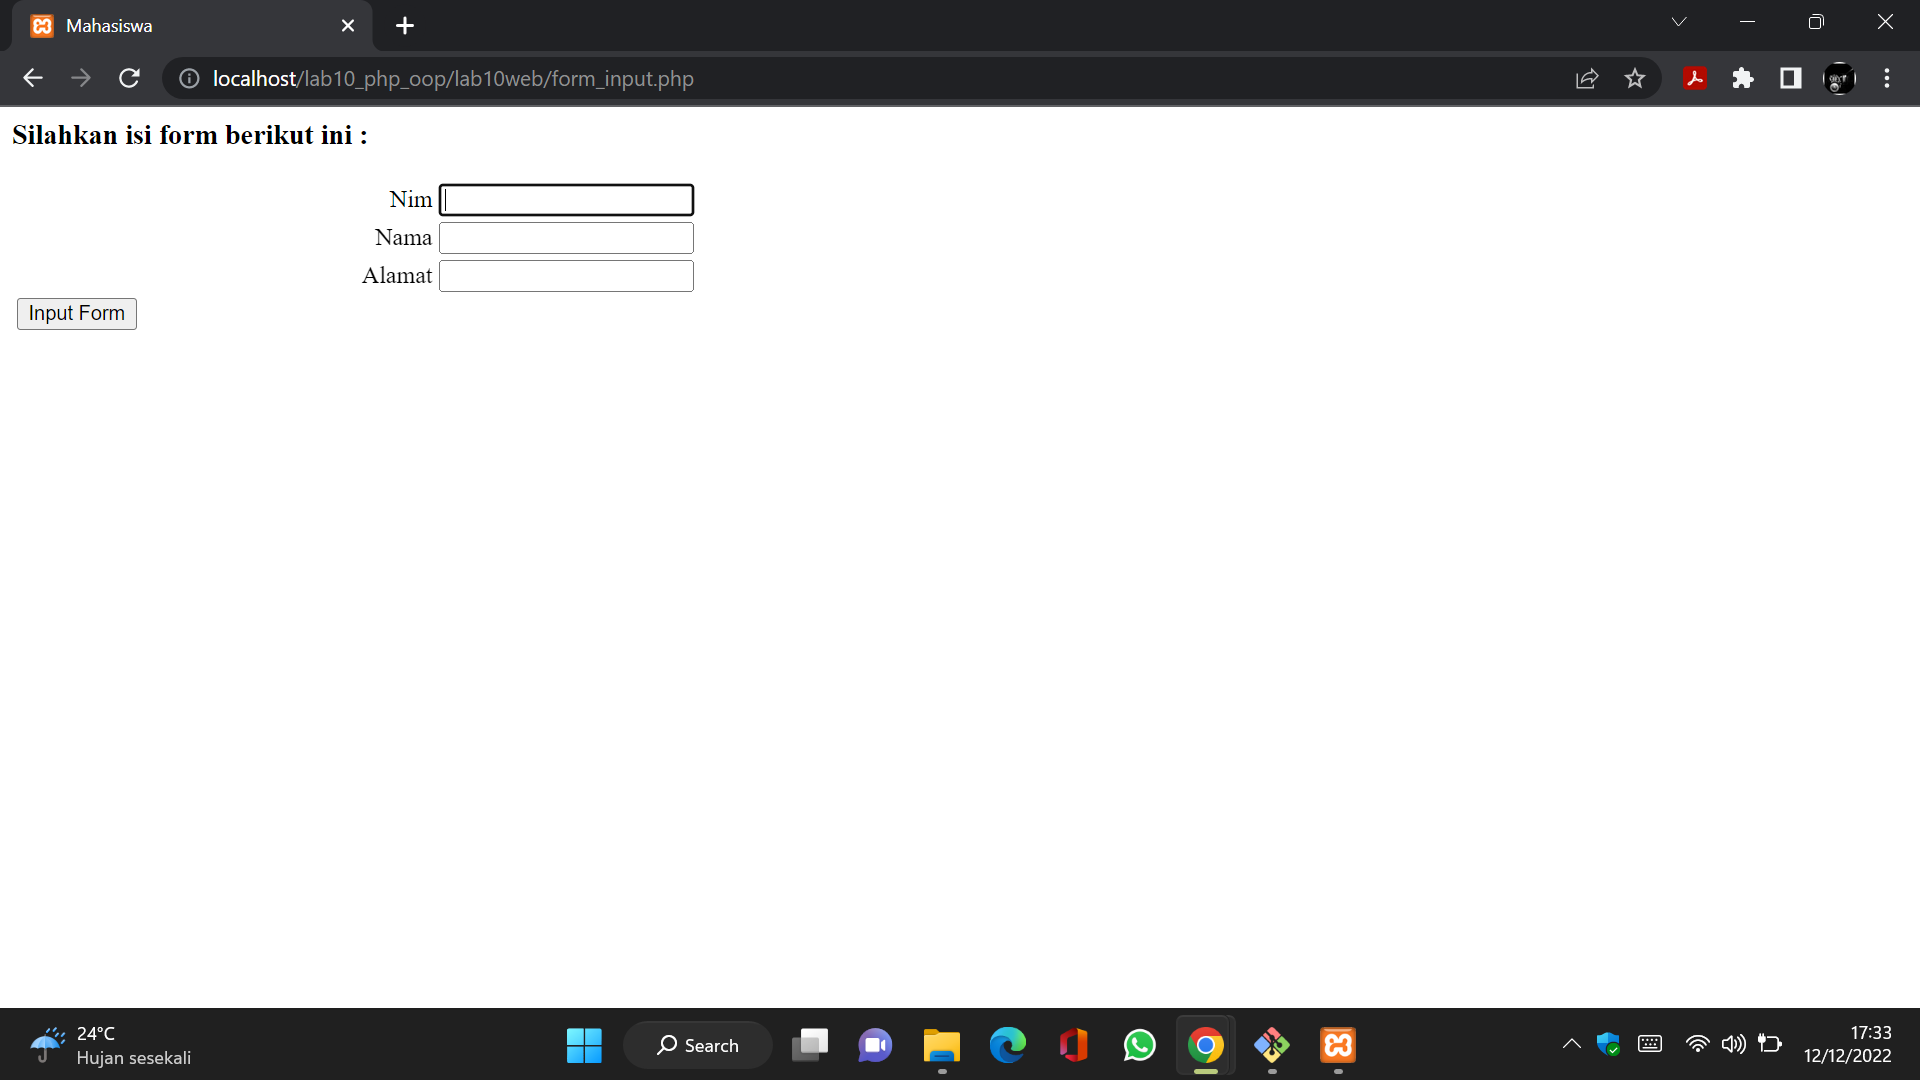 Mahasiswa
localhost/lab10_php_oop/lab10web/form_input.php
Silahkan isi form berikut ini :
Nim
Nama
Alamat
Input Form
24°C
Hujan sesekali
Search
17:33
12/12/2022